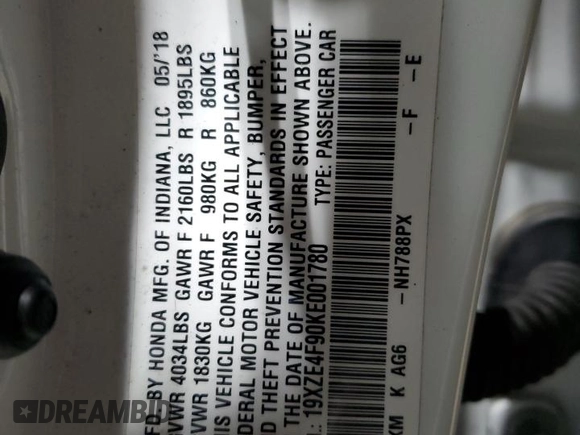 FD. BY HONDA MFG. OF INDIANA, LLC 05/'18
VWR 4034LBS GAWR F 2160LBS R 1895LBS
VWR 1830KG GAWR F 980KG R 860KG
IS VEHICLE CONFORMS TO ALL APPLICABLE
DERAL MOTOR VEHICLE SAFETY, BUMPER,
D THEFT PREVENTION STANDARDS IN EFFECT
THE DATE OF MANUFACTURE SHOWN ABOVE.
.: 19XZE4F90KE001780 TYPE: PASSENGER CAR
KM K AG6 -NH788PX -F -E
DREAMBID